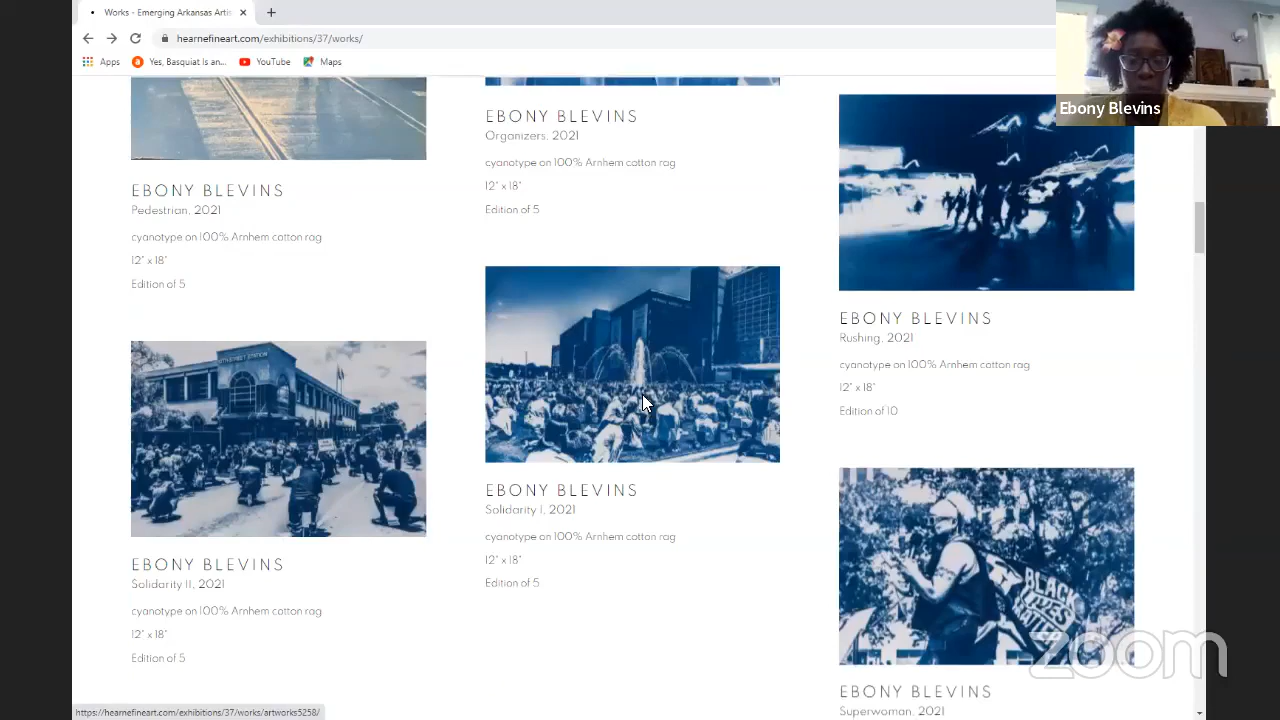 Works - Emerging Arkansas Artis
hearnefineart.com/exhibitions/37/works/
Apps
Yes, Basquiat Is an...
YouTube
Maps
Ebony Blevins
EBONY BLEVINS
Pedestrian, 2021
cyanotype on 100% Arnhem cotton rag
12" x 18"
Edition of 5
EBONY BLEVINS
Solidarity II, 2021
cyanotype on 100% Arnhem cotton rag
12" x 18"
Edition of 5
EBONY BLEVINS
Organizers, 2021
cyanotype on 100% Arnhem cotton rag
12" x 18"
Edition of 5
EBONY BLEVINS
Solidarity I, 2021
cyanotype on 100% Arnhem cotton rag
12" x 18"
Edition of 5
EBONY BLEVINS
Rushing, 2021
cyanotype on 100% Arnhem cotton rag
12" x 18"
Edition of 10
BLACK
LIVES
MATTER
EBONY BLEVINS
Superwoman, 2021
zoom
https://hearnefineart.com/exhibitions/37/works/artworks5258/